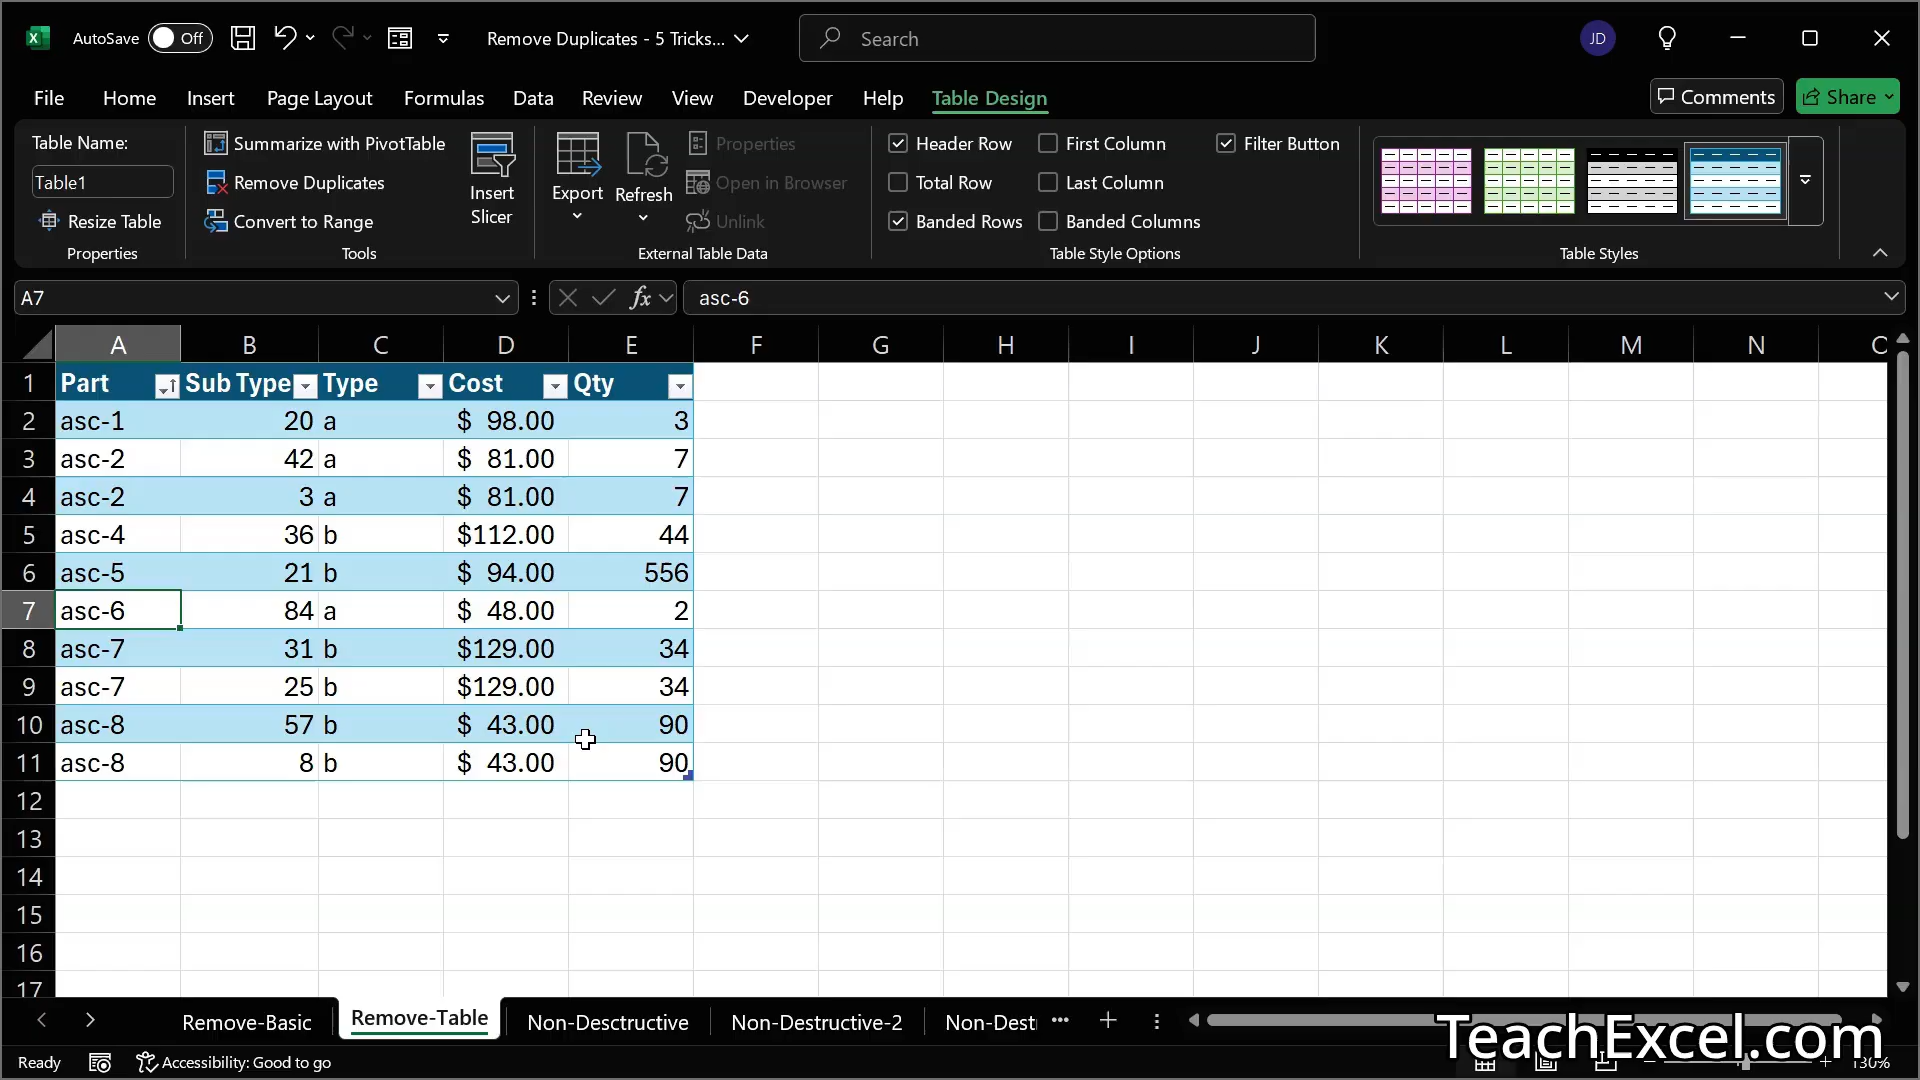 AutoSave Off Remove Duplicates - 5 Tricks... Search JD
File Home Insert Page Layout Formulas Data Review View Developer Help Table Design Comments Share
Table Name:
Table1
Resize Table
Properties
Summarize with PivotTable
Remove Duplicates
Convert to Range
Insert
Slicer
Tools
Export
Refresh
Properties
Open in Browser
Unlink
External Table Data
Header Row First Column Filter Button
Total Row Last Column
Banded Rows Banded Columns
Table Style Options
Table Styles
A7 fx asc-6
A B C D E F G H I J K L M N
1 Part Sub Type Type Cost Qty
2 asc-1 20 a $ 98.00 3
3 asc-2 42 a $ 81.00 7
4 asc-2 3 a $ 81.00 7
5 asc-4 36 b $112.00 44
6 asc-5 21 b $ 94.00 556
7 asc-6 84 a $ 48.00 2
8 asc-7 31 b $129.00 34
9 asc-7 25 b $129.00 34
10 asc-8 57 b $ 43.00 90
11 asc-8 8 b $ 43.00 90
12
13
14
15
16
17
Remove-Basic Remove-Table Non-Desctructive Non-Destructive-2 Non-Dest ...
TeachExcel.com
Ready Accessibility: Good to go 130%